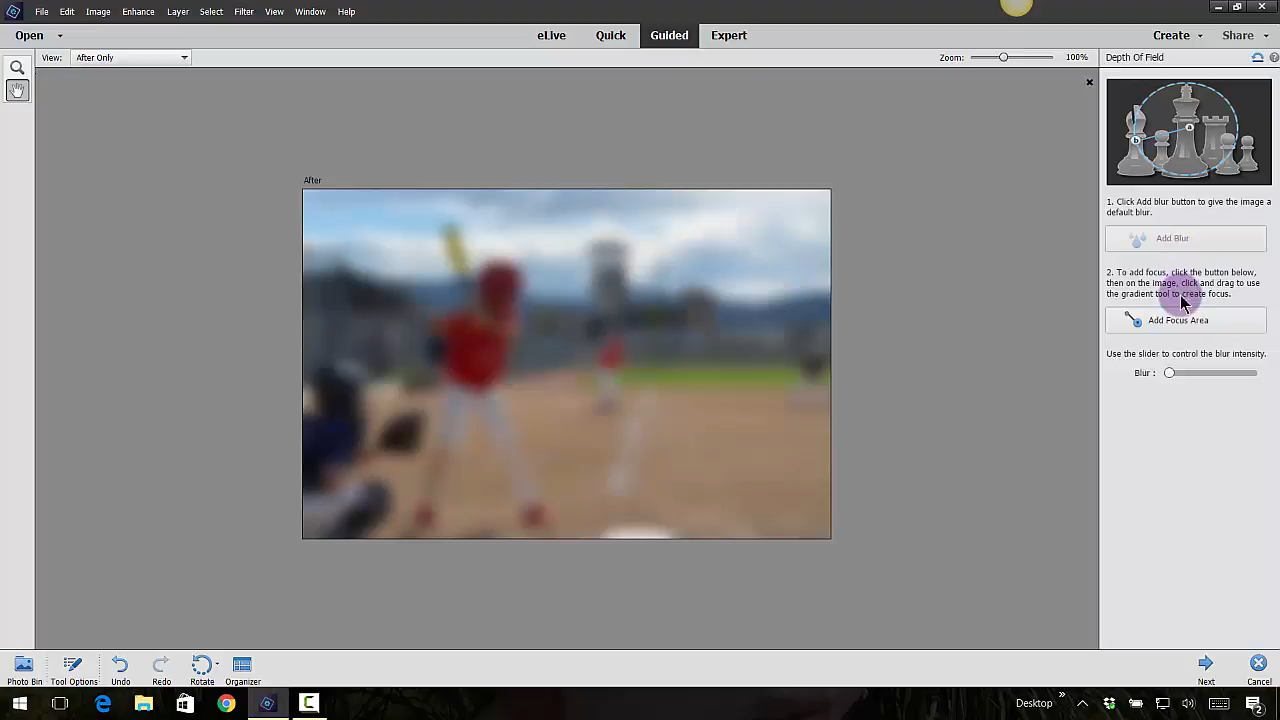 File Edit Image Enhance Layer Select Filter View Window Help
Open eLive Quick Guided Expert Create Share
View: After Only Zoom: 100% Depth Of Field
After
b a
1. Click Add blur button to give the image a
default blur.
Add Blur
2. To add focus, click the button below,
then on the image, click and drag to use
the gradient tool to create focus.
Add Focus Area
Use the slider to control the blur intensity.
Blur :
Photo Bin Tool Options Undo Redo Rotate Organizer Next Cancel
Desktop
2